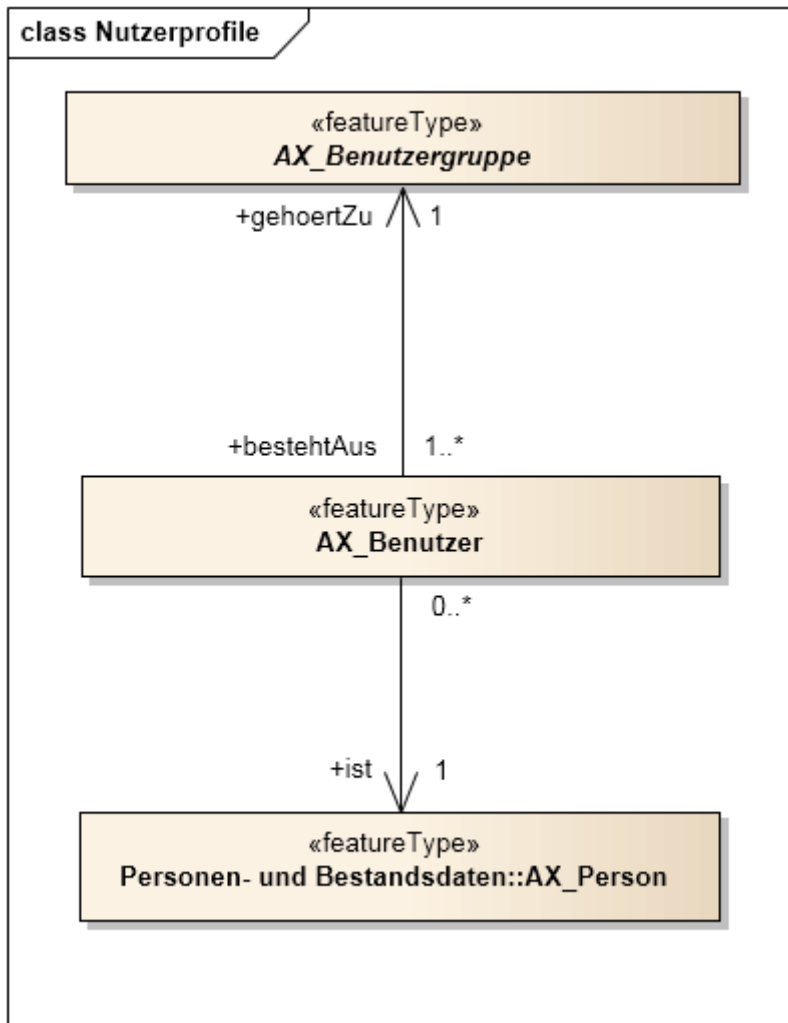 class Nutzerprofile
«featureType»
AX_Benutzergruppe
+gehoertZu 1
+bestehtAus 1..*
«featureType»
AX_Benutzer
0..*
+ist 1
«featureType»
Personen- und Bestandsdaten::AX_Person